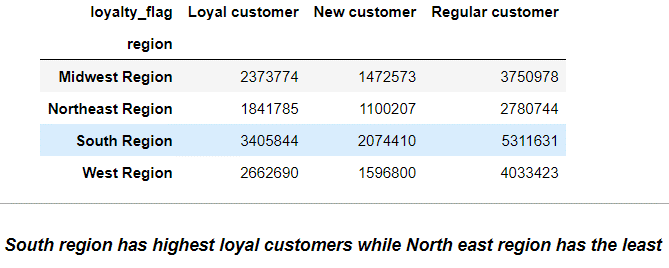 loyalty_flag Loyal customer New customer Regular customer
region
Midwest Region 2373774 1472573 3750978
Northeast Region 1841785 1100207 2780744
South Region 3405844 2074410 5311631
West Region 2662690 1596800 4033423
South region has highest loyal customers while North east region has the least